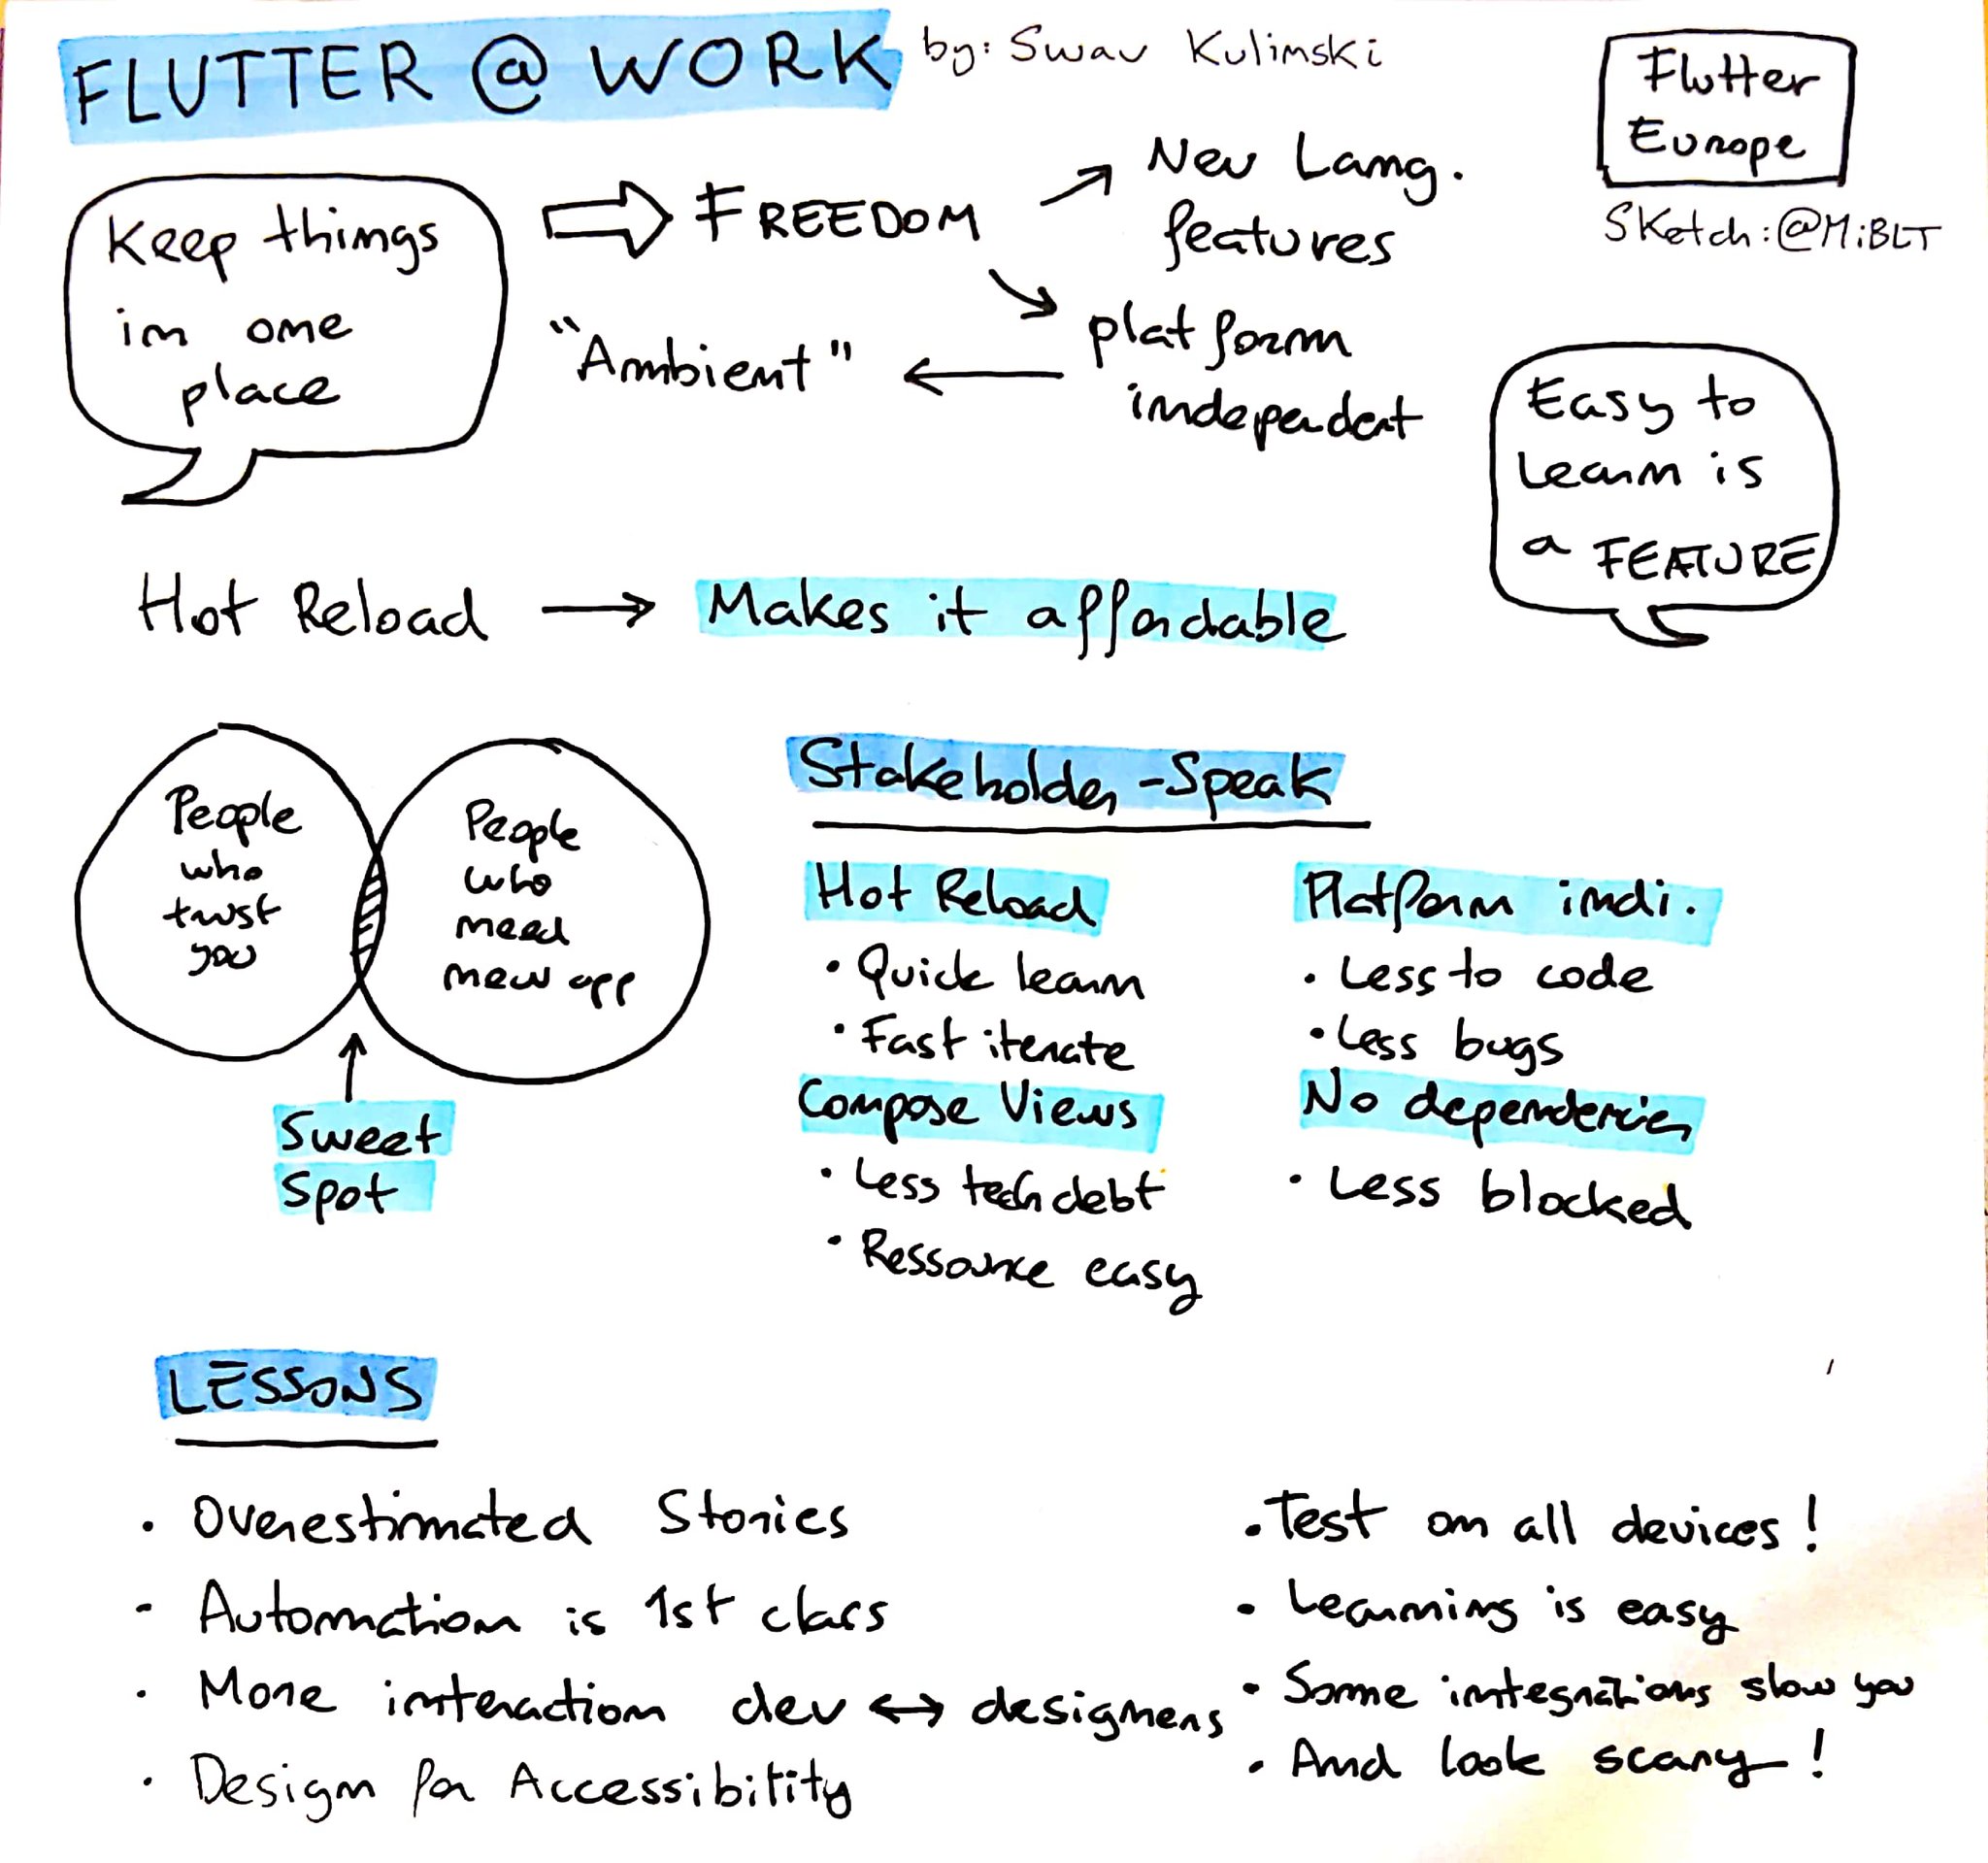 FLUTTER @ WORK
by: Swav Kulinski
Flutter
Europe
Sketch: @MiBLT
Keep things
in one
place
FREEDOM
New Lang.
features
platform
independent
"Ambient"
Easy to
Learn is
a FEATURE
Hot Reload → Makes it affordable
People
who
trust
you
People
who
need
new app
Sweet
Spot
Stakeholder-Speak
Hot Reload
• Quick learn
• Fast iterate
Compose Views
• Less tech debt
• Ressource easy
Platform indi.
• Less to code
• Less bugs
No dependencies
• Less blocked
LESSONS
• Overestimated Stories
• Automation is 1st class
• More interaction dev ↔ designers
• Design for Accessibility
• Test on all devices!
• Learning is easy
• Some integrations slow you
• And look scary!